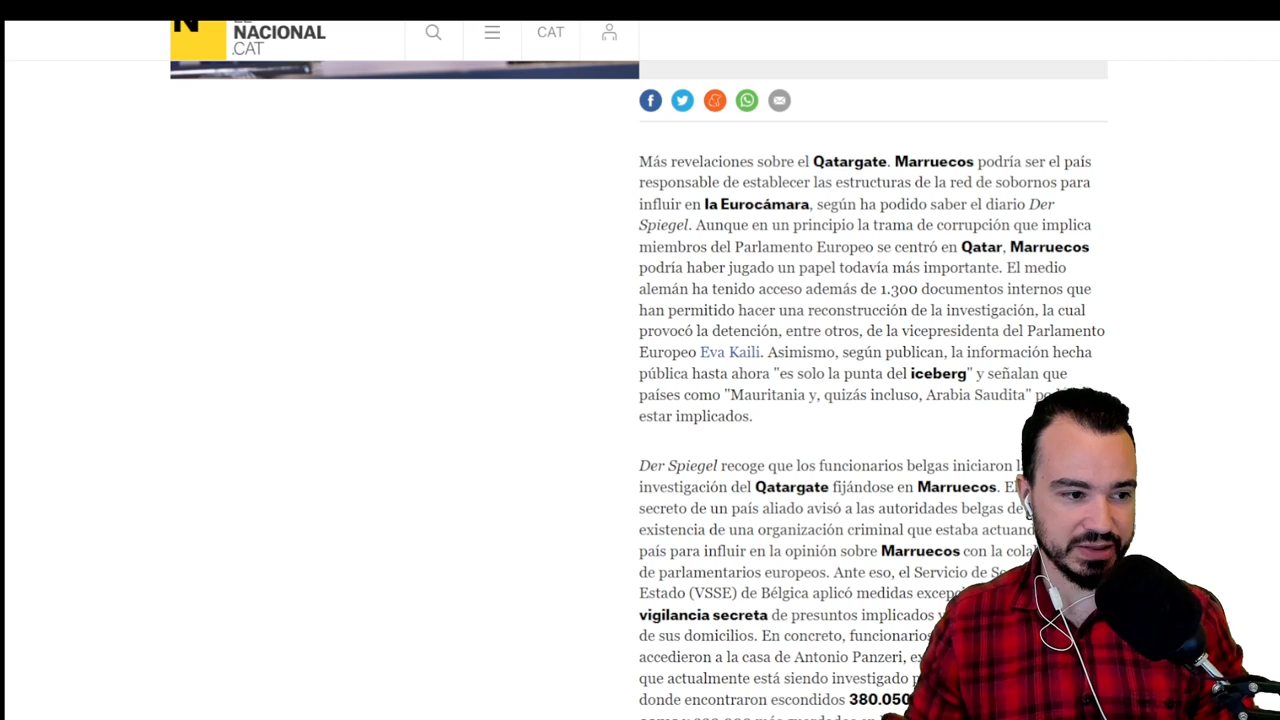 N
NACIONAL
.CAT
CAT
Más revelaciones sobre el Qatargate. Marruecos podría ser el país
responsable de establecer las estructuras de la red de sobornos para
influir en la Eurocámara, según ha podido saber el diario Der
Spiegel. Aunque en un principio la trama de corrupción que implica
miembros del Parlamento Europeo se centró en Qatar, Marruecos
podría haber jugado un papel todavía más importante. El medio
alemán ha tenido acceso además de 1.300 documentos internos que
han permitido hacer una reconstrucción de la investigación, la cual
provocó la detención, entre otros, de la vicepresidenta del Parlamento
Europeo Eva Kaili. Asimismo, según publican, la información hecha
pública hasta ahora "es solo la punta del iceberg" y señalan que
países como "Mauritania y, quizás incluso, Arabia Saudita"
estar implicados.
Der Spiegel recoge que los funcionarios belgas iniciaron
investigación del Qatargate fijándose en Marruecos.
secreto de un país aliado avisó a las autoridades belgas de
existencia de una organización criminal que estaba
país para influir en la opinión sobre Marruecos con la
de parlamentarios europeos. Ante eso, el Servicio de
Estado (VSSE) de Bélgica aplicó medidas
vigilancia secreta de presuntos implicados
de sus domicilios. En concreto, funcionarios
accedieron a la casa de Antonio Panzeri,
que actualmente está siendo investigado
donde encontraron escondidos 380.050